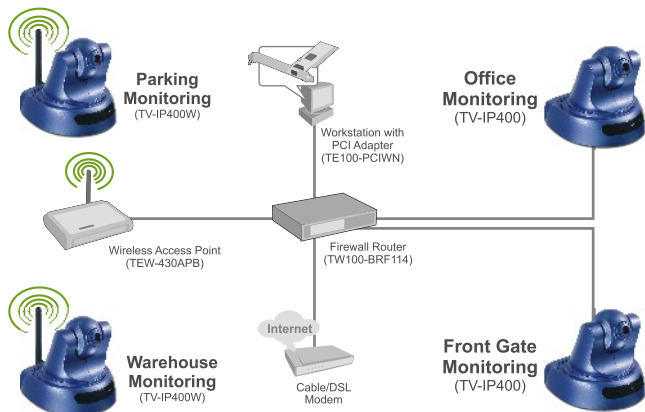 Parking
Monitoring
(TV-IP400W)
Office
Monitoring
(TV-IP400)
Workstation with
PCI Adapter
(TE100-PCIWN)
Wireless Access Point
(TEW-430APB)
Firewall Router
(TW100-BRF114)
Internet
Warehouse
Monitoring
(TV-IP400W)
Cable/DSL
Modem
Front Gate
Monitoring
(TV-IP400)